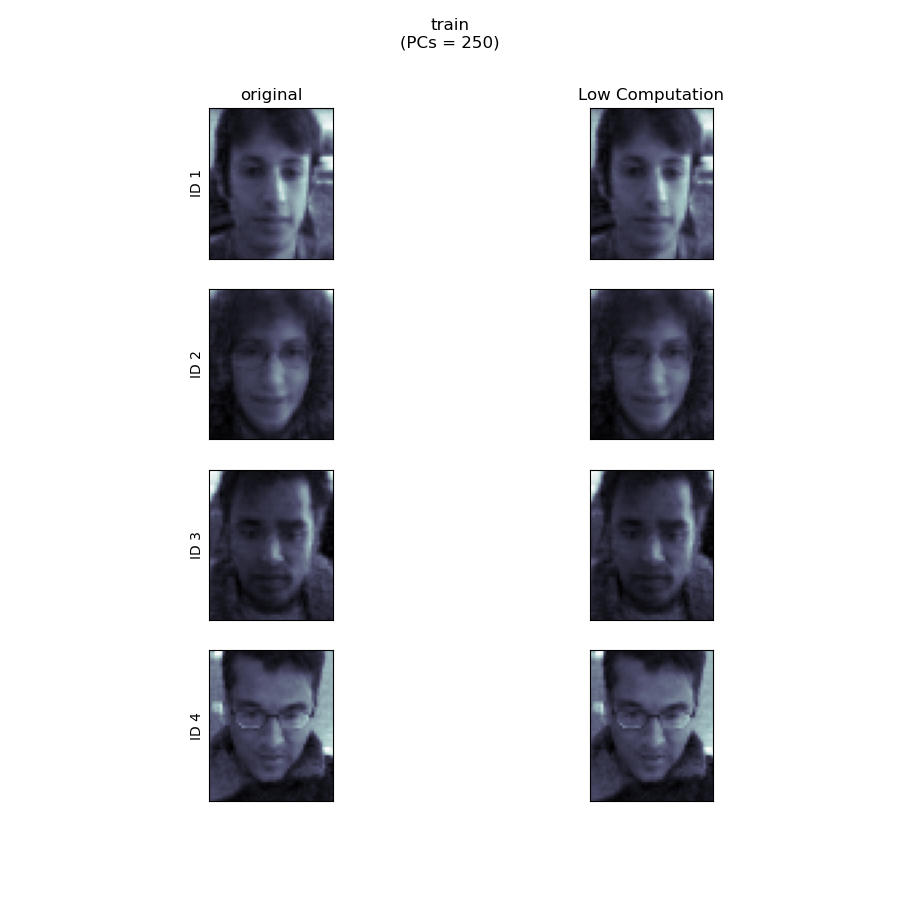 train
(PCs = 250)
original
Low Computation
ID 1
ID 2
ID 3
ID 4